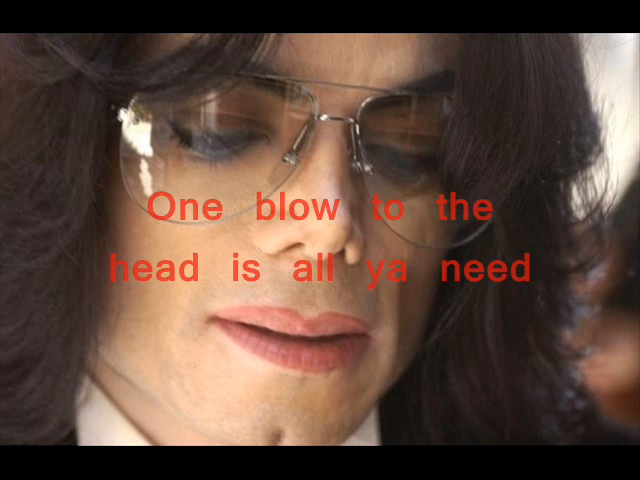 One blow to the
head is all ya need